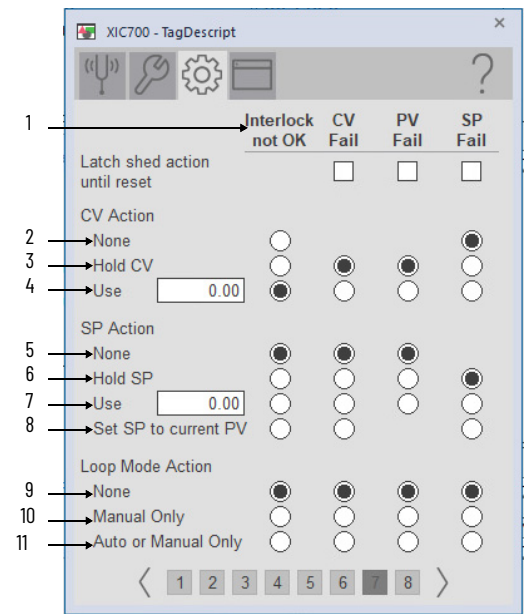 XIC700 - TagDescript ×
?
1 Interlock not OK CV Fail PV Fail SP Fail
Latch shed action
until reset
CV Action
2 None
3 Hold CV
4 Use 0.00
SP Action
5 None
6 Hold SP
7 Use 0.00
8 Set SP to current PV
Loop Mode Action
9 None
10 Manual Only
11 Auto or Manual Only
1 2 3 4 5 6 7 8